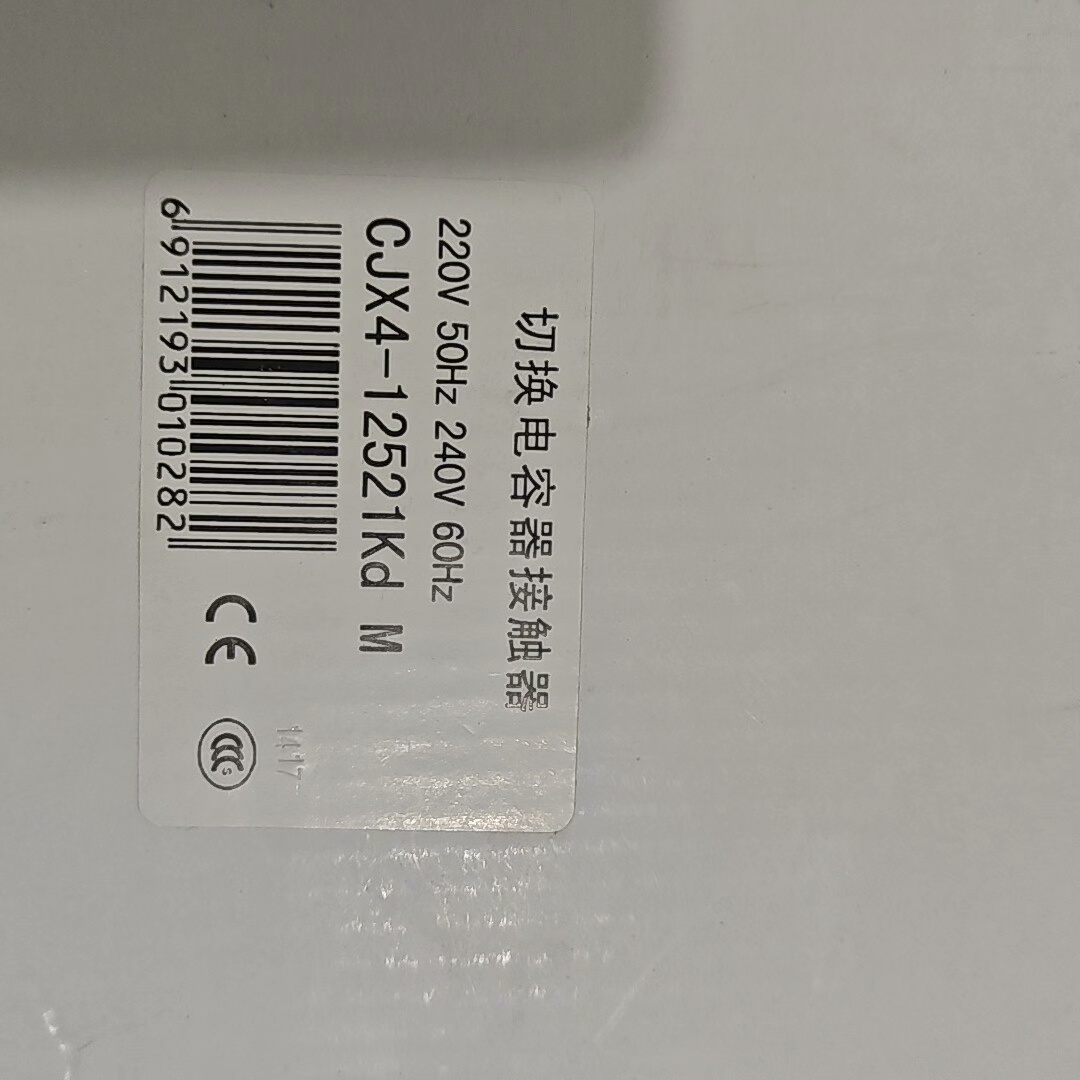 切换电容器接触器
220V 50Hz 240V 60Hz
CJX4-12521Kd M
6 912193 010282
CE
CCC S
1417